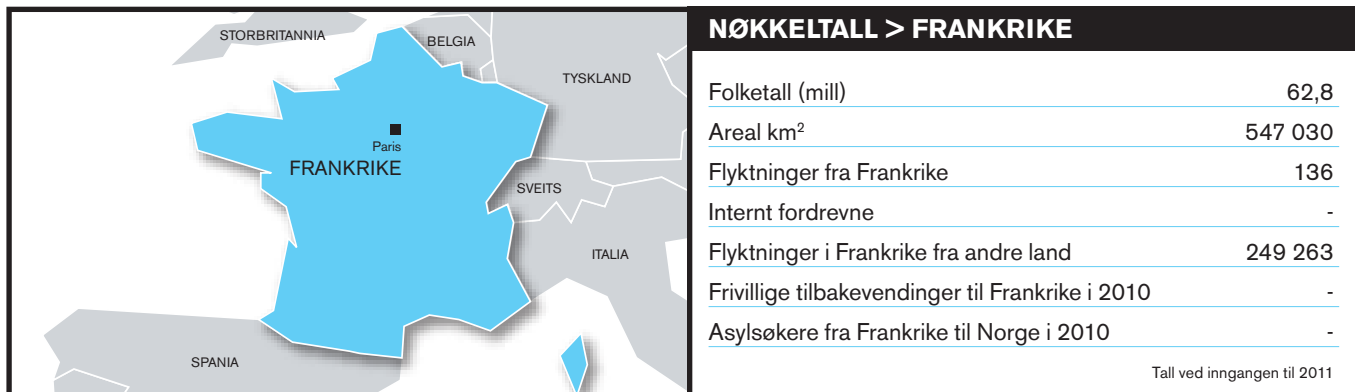 STORBRITANNIA
BELGIA
TYSKLAND
Paris
FRANKRIKE
SVEITS
ITALIA
SPANIA
NØKKELTALL > FRANKRIKE
Folketall (mill) 62,8
Areal km² 547 030
Flyktninger fra Frankrike 136
Internt fordrevne -
Flyktninger i Frankrike fra andre land 249 263
Frivillige tilbakevendinger til Frankrike i 2010 -
Asylsøkere fra Frankrike til Norge i 2010 -
Tall ved inngangen til 2011